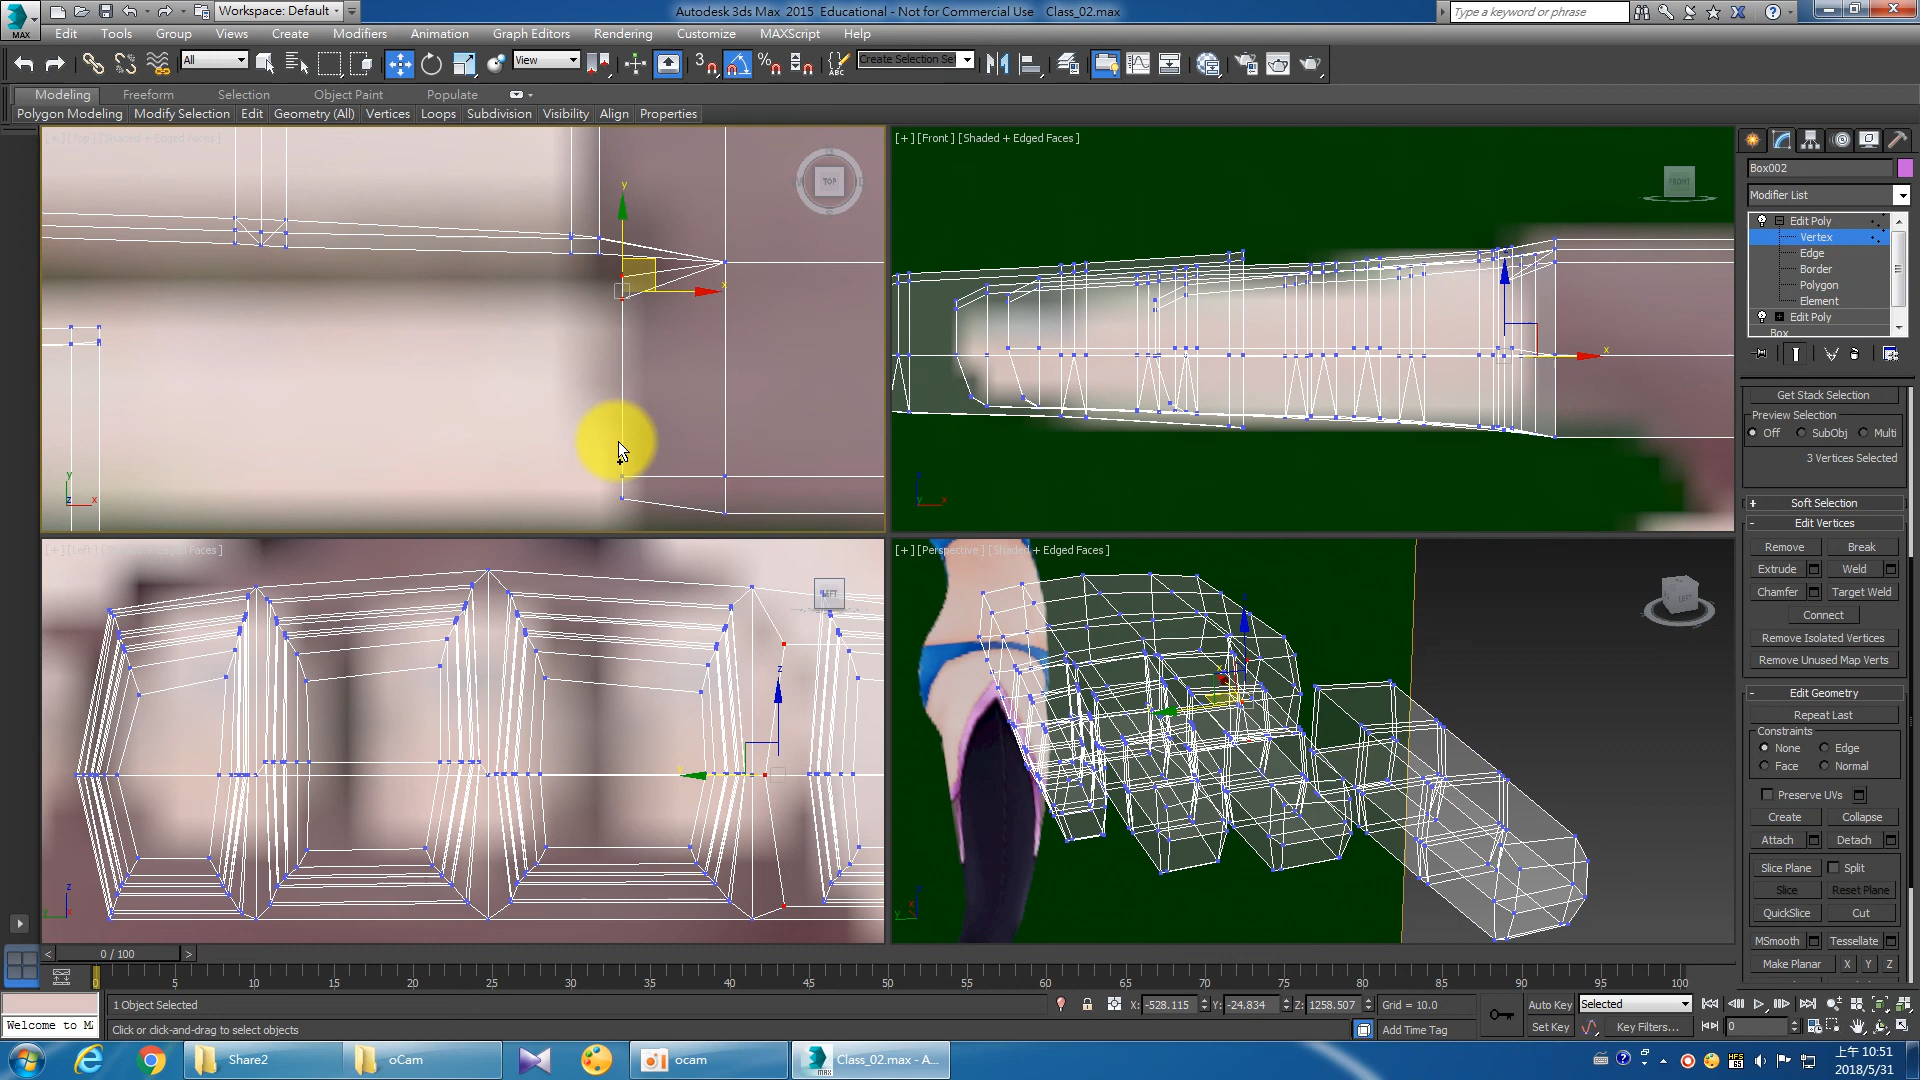 Workspace: Default
Autodesk 3ds Max  2015  Educational - Not for Commercial Use   Class_02.max
Type a keyword or phrase
MAX
Edit Tools Group Views Create Modifiers Animation Graph Editors Rendering Customize MAXScript Help
All View Create Selection Se
Modeling Freeform Selection Object Paint Populate
Polygon Modeling Modify Selection Edit Geometry (All) Vertices Loops Subdivision Visibility Align Properties
[+][Top][Shaded + Edged Faces]
TOP
[+][Front][Shaded + Edged Faces]
FRONT
Box002
Modifier List
Edit Poly
Vertex
Edge
Border
Polygon
Element
Edit Poly
Box
Get Stack Selection
Preview Selection
Off SubObj Multi
3 Vertices Selected
+ Soft Selection
- Edit Vertices
Remove Break
Extrude Weld
Chamfer Target Weld
Connect
Remove Isolated Vertices
Remove Unused Map Verts
- Edit Geometry
Repeat Last
Constraints
None Edge
Face Normal
Preserve UVs
Create Collapse
Attach Detach
Slice Plane Split
Slice Reset Plane
QuickSlice Cut
MSmooth Tessellate
Make Planar X Y Z
LEFT
[+][Perspective][Shaded + Edged Faces]
LEFT
0 / 100
0 5 10 15 20 25 30 35 40 45 50 55 60 65 70 75 80 85 90 95 100
1 Object Selected
X: -528.115 Y: -24.834 Z: 1258.507 Grid = 10.0
Auto Key Selected
Welcome to M
Click or click-and-drag to select objects
Add Time Tag
Set Key Key Filters... 0
Share2 oCam ocam Class_02.max - A...
上午 10:51
2018/5/31